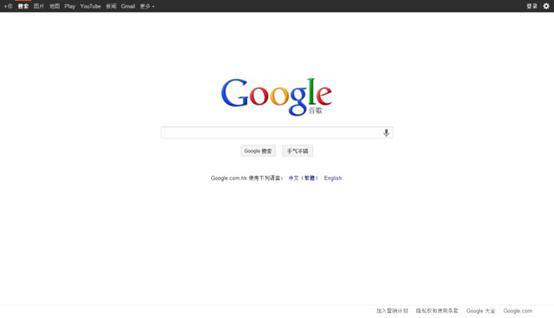 +你 搜索 图片 地图 Play YouTube 新闻 Gmail 更多 登录
Google
谷歌
Google 搜索 手气不错
Google.com.hk 使用下列语言： 中文（繁體） English
加入营销计划 隐私权和使用条款 Google 大全 Google.com